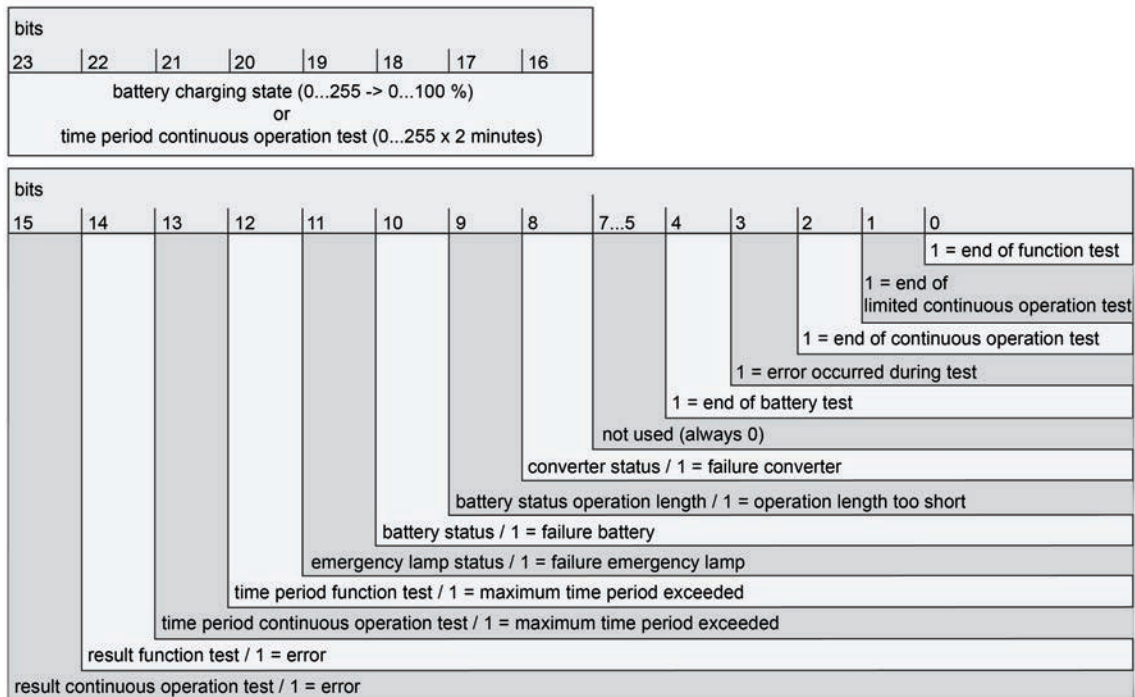 bits
23 22 21 20 19 18 17 16
battery charging state (0...255 -> 0...100 %)
or
time period continuous operation test (0...255 x 2 minutes)
bits
15 14 13 12 11 10 9 8 7...5 4 3 2 1 0
1 = end of function test
1 = end of
limited continuous operation test
1 = end of continuous operation test
1 = error occurred during test
1 = end of battery test
not used (always 0)
converter status / 1 = failure converter
battery status operation length / 1 = operation length too short
battery status / 1 = failure battery
emergency lamp status / 1 = failure emergency lamp
time period function test / 1 = maximum time period exceeded
time period continuous operation test / 1 = maximum time period exceeded
result function test / 1 = error
result continuous operation test / 1 = error